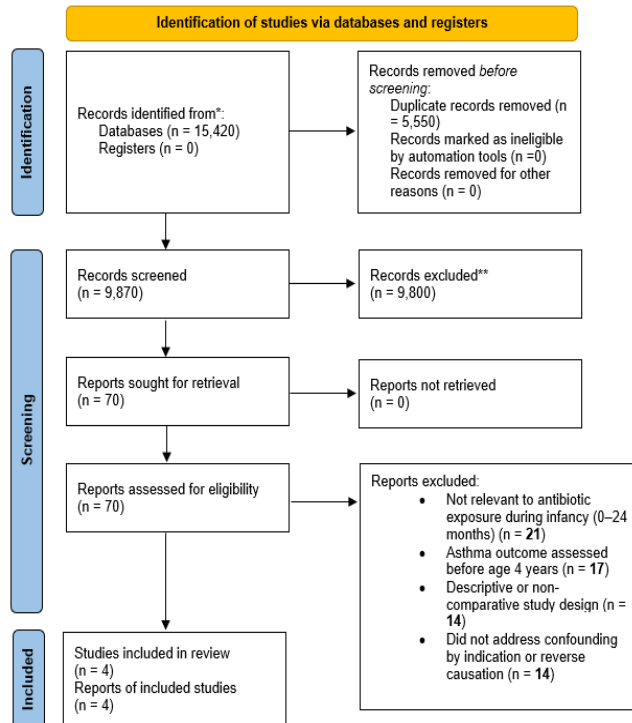 Identification of studies via databases and registers
Identification
Records identified from*:
Databases (n = 15,420)
Registers (n = 0)
Records removed before
screening:
Duplicate records removed (n
= 5,550)
Records marked as ineligible
by automation tools (n =0)
Records removed for other
reasons (n = 0)
Screening
Records screened
(n = 9,870)
Records excluded**
(n = 9,800)
Reports sought for retrieval
(n = 70)
Reports not retrieved
(n = 0)
Reports assessed for eligibility
(n = 70)
Reports excluded:
• Not relevant to antibiotic
exposure during infancy (0–24
months) (n = 21)
• Asthma outcome assessed
before age 4 years (n = 17)
• Descriptive or non-
comparative study design (n =
14)
• Did not address confounding
by indication or reverse
causation (n = 14)
Included
Studies included in review
(n = 4)
Reports of included studies
(n = 4)